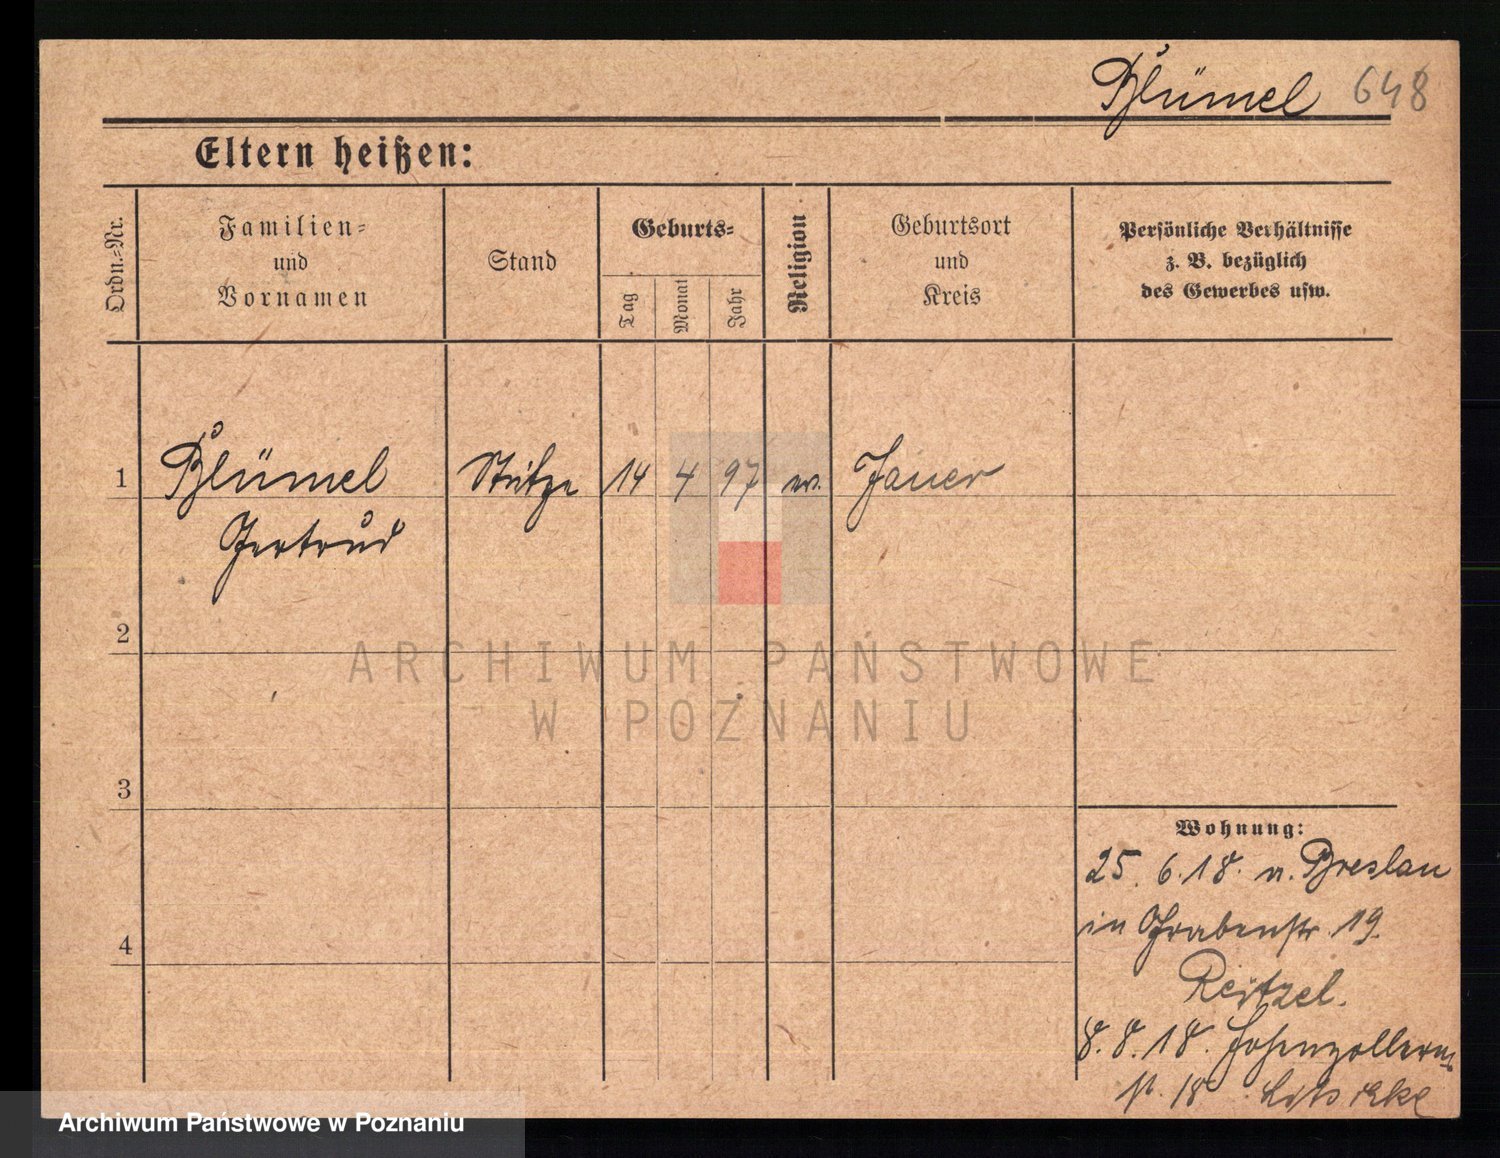 Blümel 648
Eltern heißen:
Ordn.-Nr.
Familien-
und
Vornamen
Stand
Geburts-
Tag
Monat
Jahr
Religion
Geburtsort
und
Kreis
Persönliche Verhältnisse
z. B. bezüglich
des Gewerbes usw.
1 Blümel Stütze 14 4 97 ev. Jauer
Gertrud
2
3
4
ARCHIWUM PAŃSTWOWE
W POZNANIU
Wohnung:
25. 6. 18. n. Breslau
in Grabenstr. 19.
Reitzel.
8. 8. 18. Hohenzollern
st. 18
Archiwum Państwowe w Poznaniu